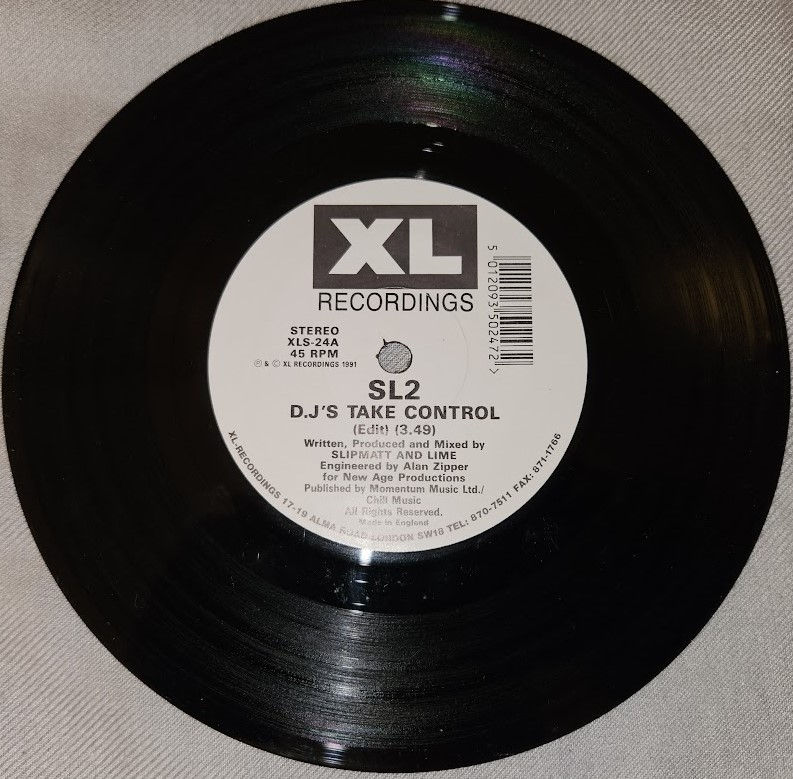 XL
RECORDINGS
5 012093 502472 >
STEREO
XLS-24A
45 RPM
℗ & © XL RECORDINGS 1991
SL2
D.J'S TAKE CONTROL
(Edit) (3.49)
Written, Produced and Mixed by
SLIPMATT AND LIME
Engineered by Alan Zipper
for New Age Productions
Published by Momentum Music Ltd./
Chill Music
All Rights Reserved.
Made in England
XL-RECORDINGS 17-19 ALMA ROAD LONDON SW18 TEL: 870-7511 FAX: 871-1766